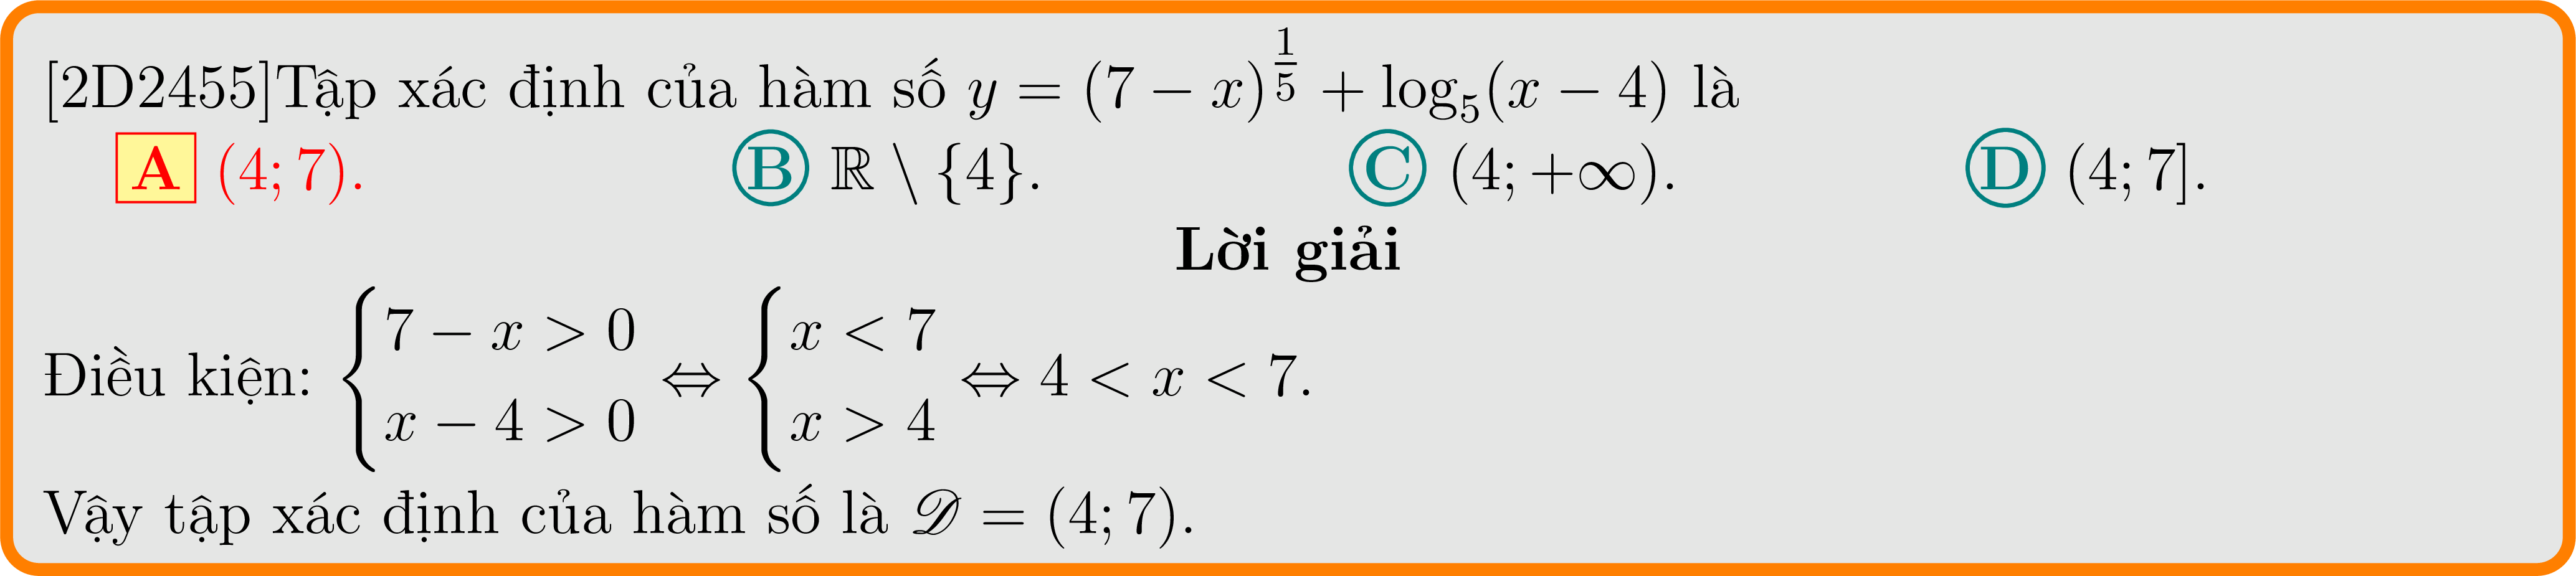 [2D2455]Tập xác định của hàm số $y = (7 - x)^{\frac{1}{5}} + \log_5(x - 4)$ là
A $(4; 7)$. B $\mathbb{R} \setminus \{4\}$. C $(4; +\infty)$. D $(4; 7]$.
Lời giải
Điều kiện: $\begin{cases} 7 - x > 0 \\ x - 4 > 0 \end{cases} \Leftrightarrow \begin{cases} x < 7 \\ x > 4 \end{cases} \Leftrightarrow 4 < x < 7.$
Vậy tập xác định của hàm số là $\mathscr{D} = (4; 7)$.